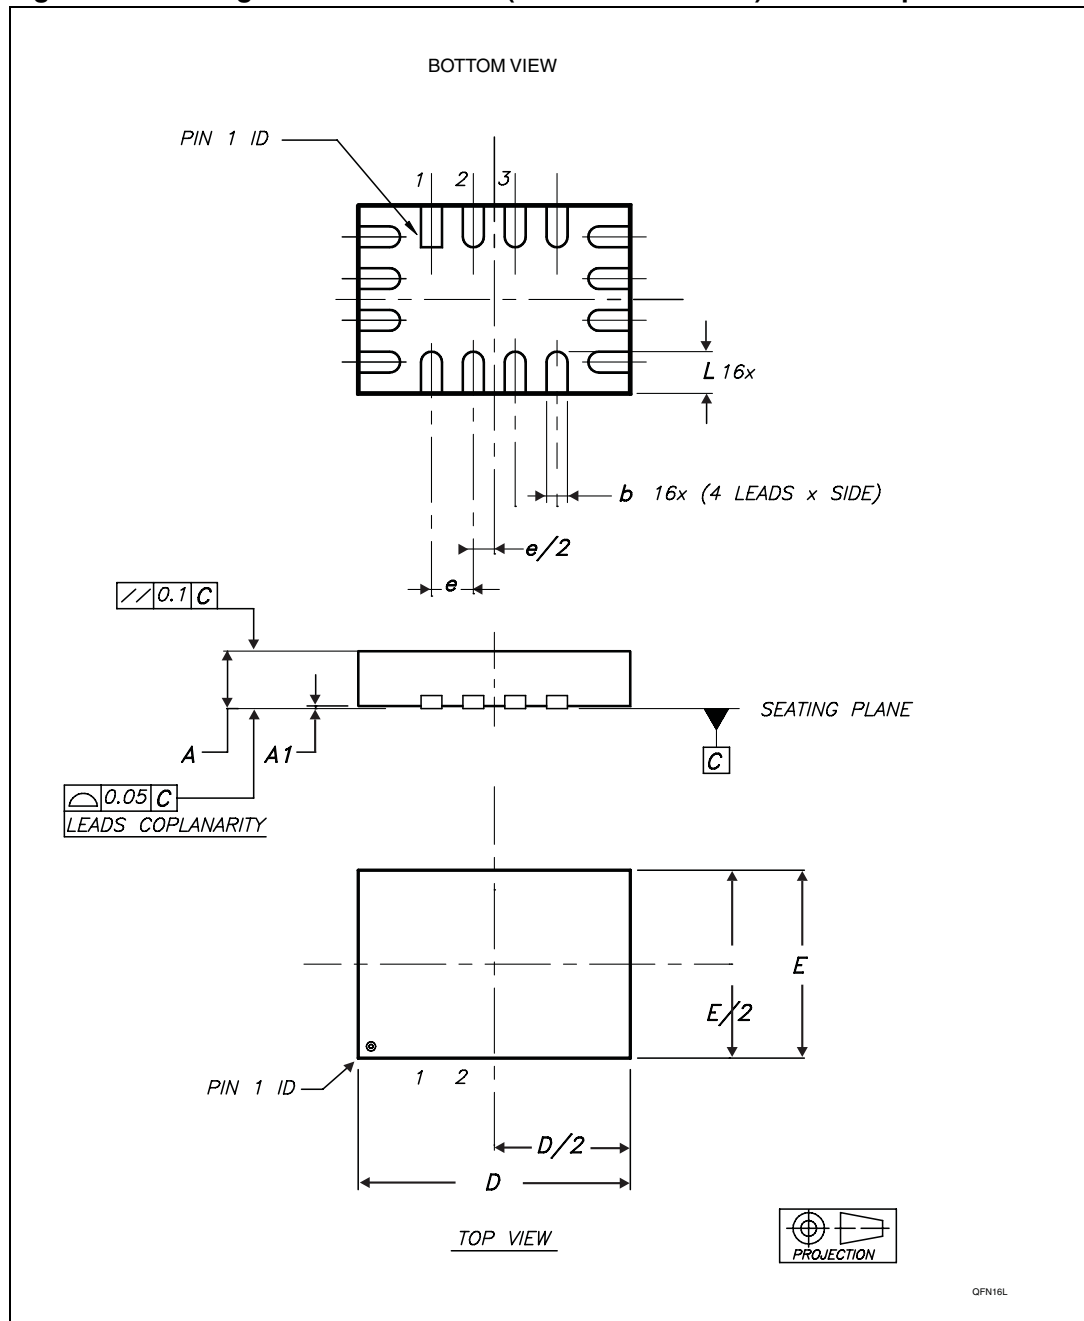 BOTTOM VIEW
PIN 1 ID
1 2 3
L 16x
b 16x (4 LEADS x SIDE)
e/2
e
// 0.1 C
SEATING PLANE
A A1
C
0.05 C
LEADS COPLANARITY
E
E/2
PIN 1 ID
1 2
D/2
D
TOP VIEW
PROJECTION
QFN16L